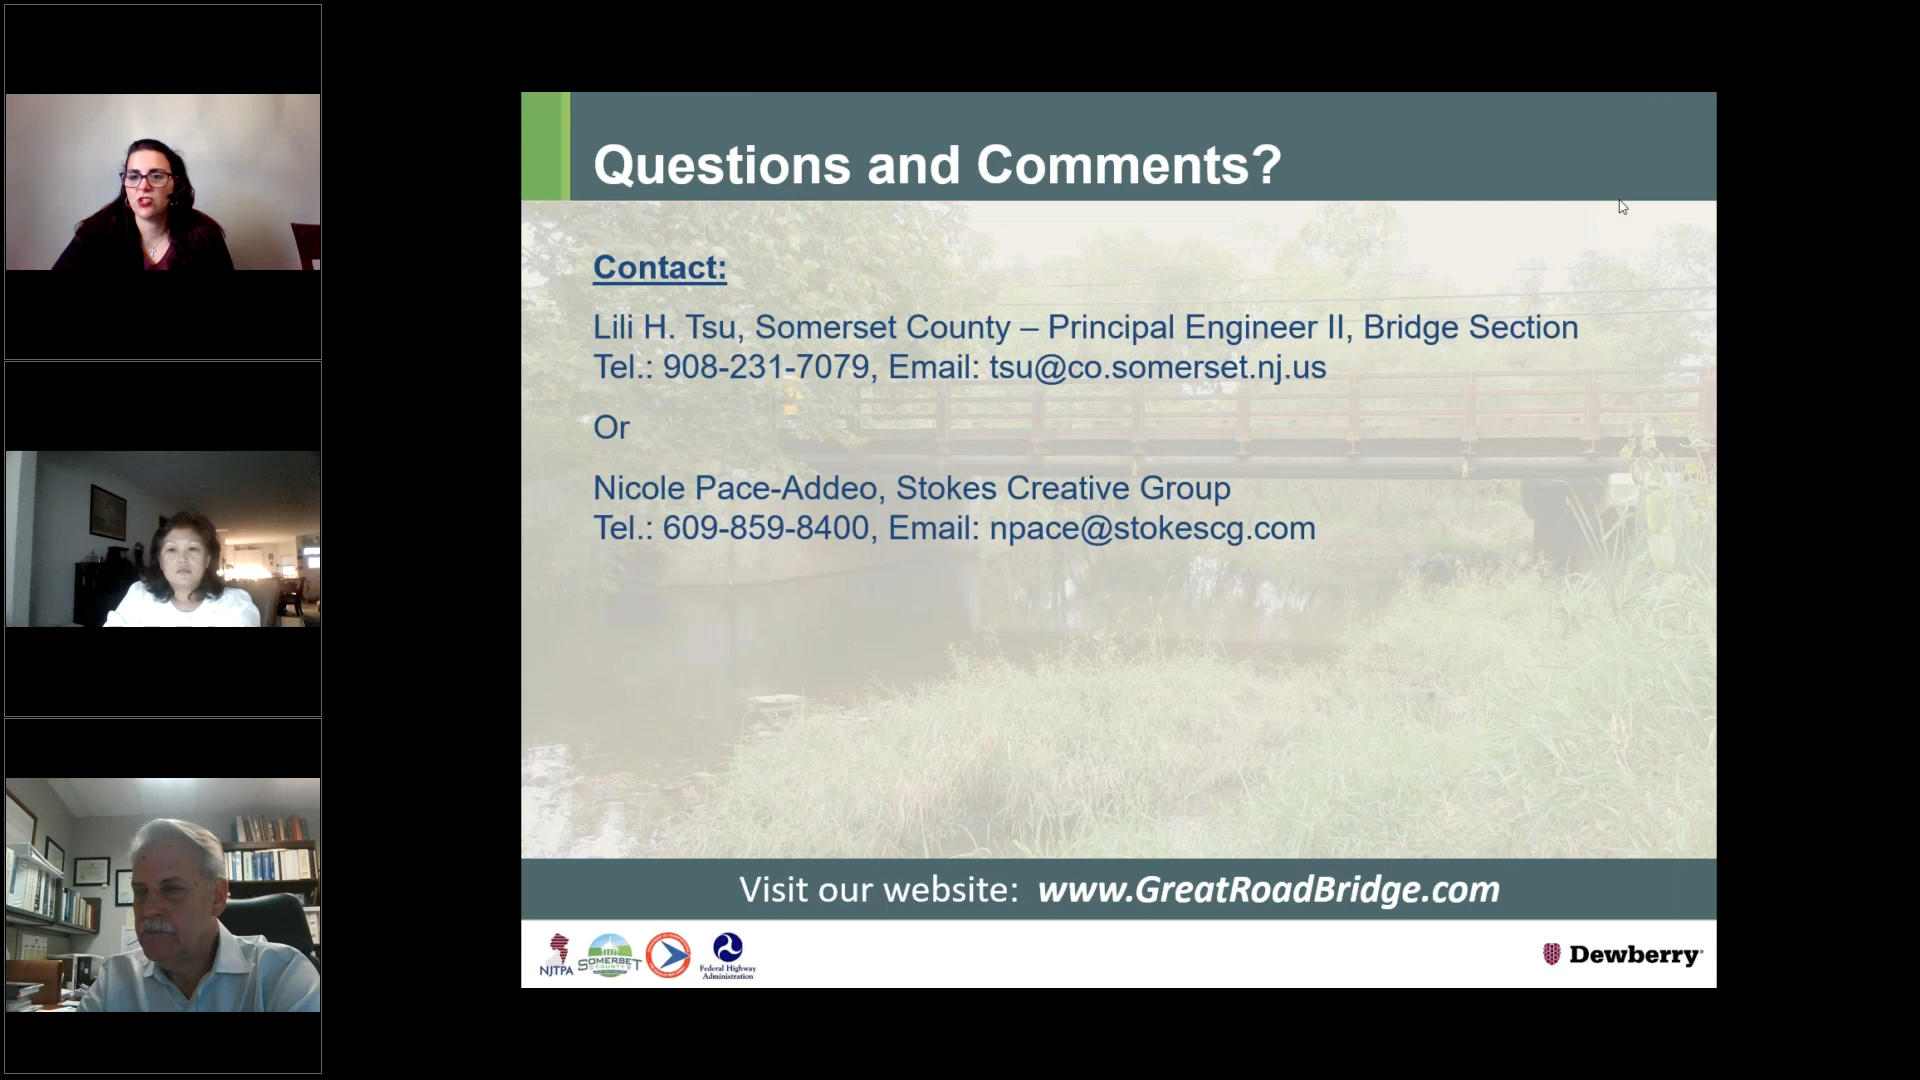 Questions and Comments?
Contact:
Lili H. Tsu, Somerset County – Principal Engineer II, Bridge Section
Tel.: 908-231-7079, Email: tsu@co.somerset.nj.us
Or
Nicole Pace-Addeo, Stokes Creative Group
Tel.: 609-859-8400, Email: npace@stokescg.com
Visit our website: www.GreatRoadBridge.com
NJTPA
SOMERSET
COUNTY
Federal Highway
Administration
Dewberry